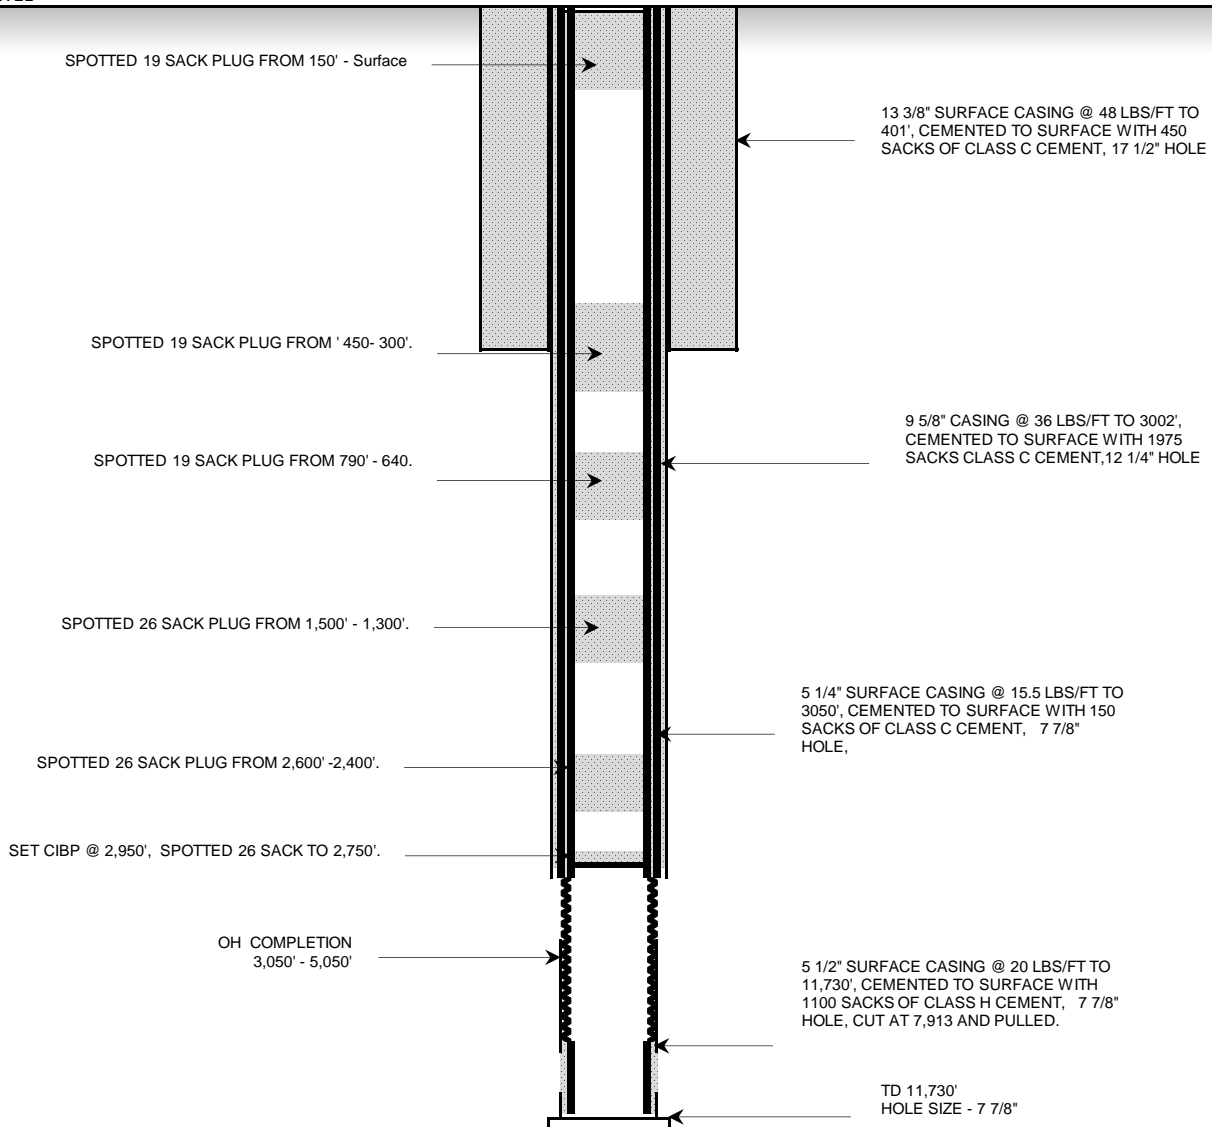 SPOTTED 19 SACK PLUG FROM 150' - Surface
13 3/8" SURFACE CASING @ 48 LBS/FT TO
401', CEMENTED TO SURFACE WITH 450
SACKS OF CLASS C CEMENT, 17 1/2" HOLE
SPOTTED 19 SACK PLUG FROM ' 450- 300'.
9 5/8" CASING @ 36 LBS/FT TO 3002',
CEMENTED TO SURFACE WITH 1975
SACKS CLASS C CEMENT,12 1/4" HOLE
SPOTTED 19 SACK PLUG FROM 790' - 640.
SPOTTED 26 SACK PLUG FROM 1,500' - 1,300'.
5 1/4" SURFACE CASING @ 15.5 LBS/FT TO
3050', CEMENTED TO SURFACE WITH 150
SACKS OF CLASS C CEMENT, 7 7/8"
HOLE,
SPOTTED 26 SACK PLUG FROM 2,600' -2,400'.
SET CIBP @ 2,950', SPOTTED 26 SACK TO 2,750'.
OH COMPLETION
3,050' - 5,050'
5 1/2" SURFACE CASING @ 20 LBS/FT TO
11,730', CEMENTED TO SURFACE WITH
1100 SACKS OF CLASS H CEMENT, 7 7/8"
HOLE, CUT AT 7,913 AND PULLED.
TD 11,730'
HOLE SIZE - 7 7/8"